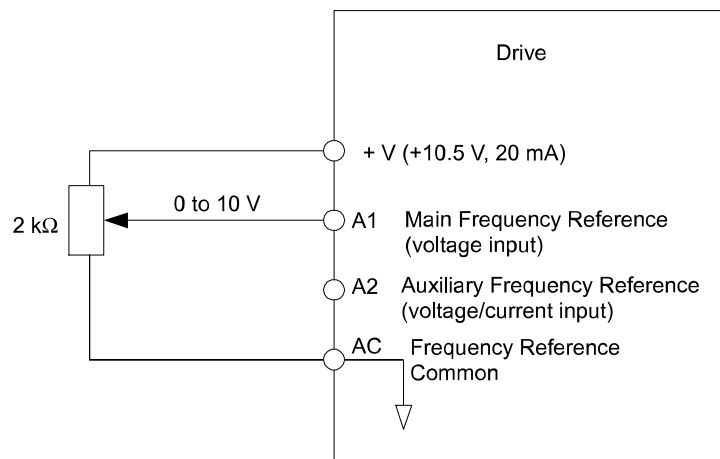 Drive
+ V (+10.5 V, 20 mA)
0 to 10 V
2 kΩ
A1 Main Frequency Reference
(voltage input)
A2 Auxiliary Frequency Reference
(voltage/current input)
AC Frequency Reference
Common